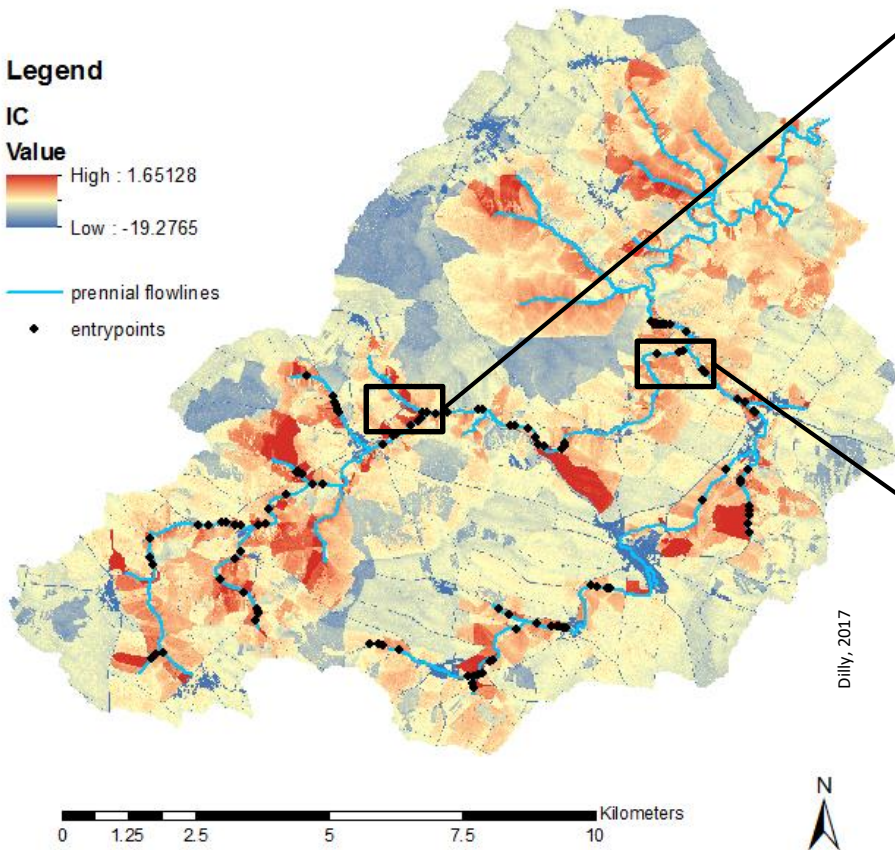 Legend
IC
Value
High : 1.65128
Low : -19.2765
prennial flowlines
entrypoints
Dilly, 2017
N
Kilometers
0 1.25 2.5 5 7.5 10